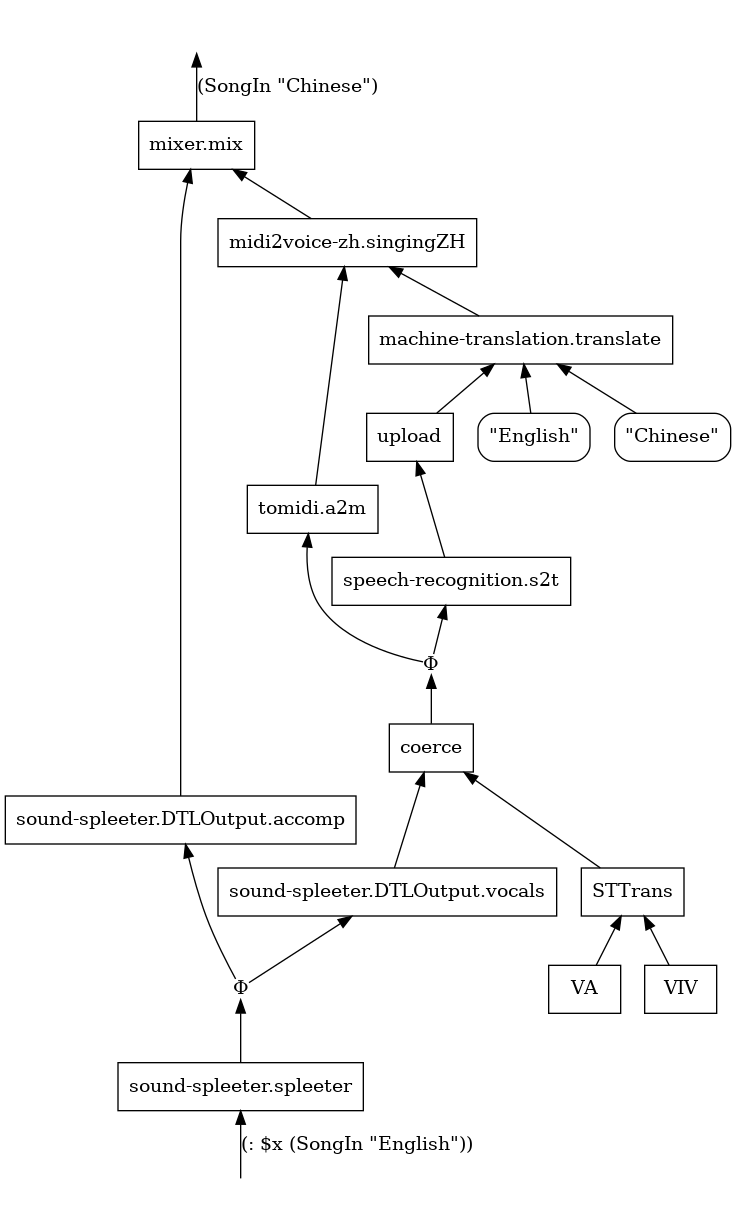 (SongIn "Chinese")
mixer.mix
midi2voice-zh.singingZH
machine-translation.translate
upload
"English"
"Chinese"
tomidi.a2m
speech-recognition.s2t
Φ
coerce
sound-spleeter.DTLOutput.accomp
sound-spleeter.DTLOutput.vocals
STTrans
Φ
VA
VIV
sound-spleeter.spleeter
(: $x (SongIn "English"))